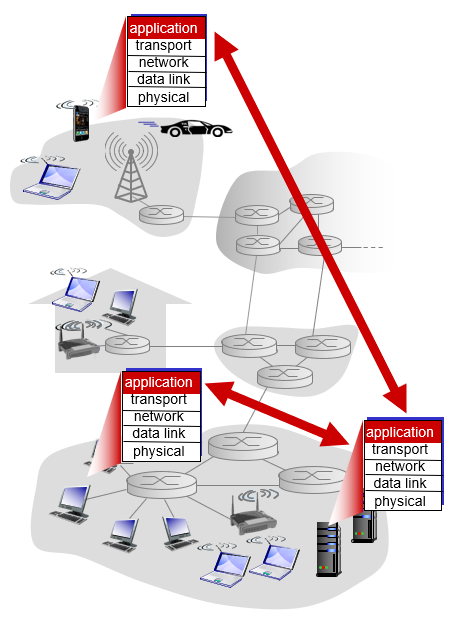 application
transport
network
data link
physical
application
transport
network
data link
physical
application
transport
network
data link
physical